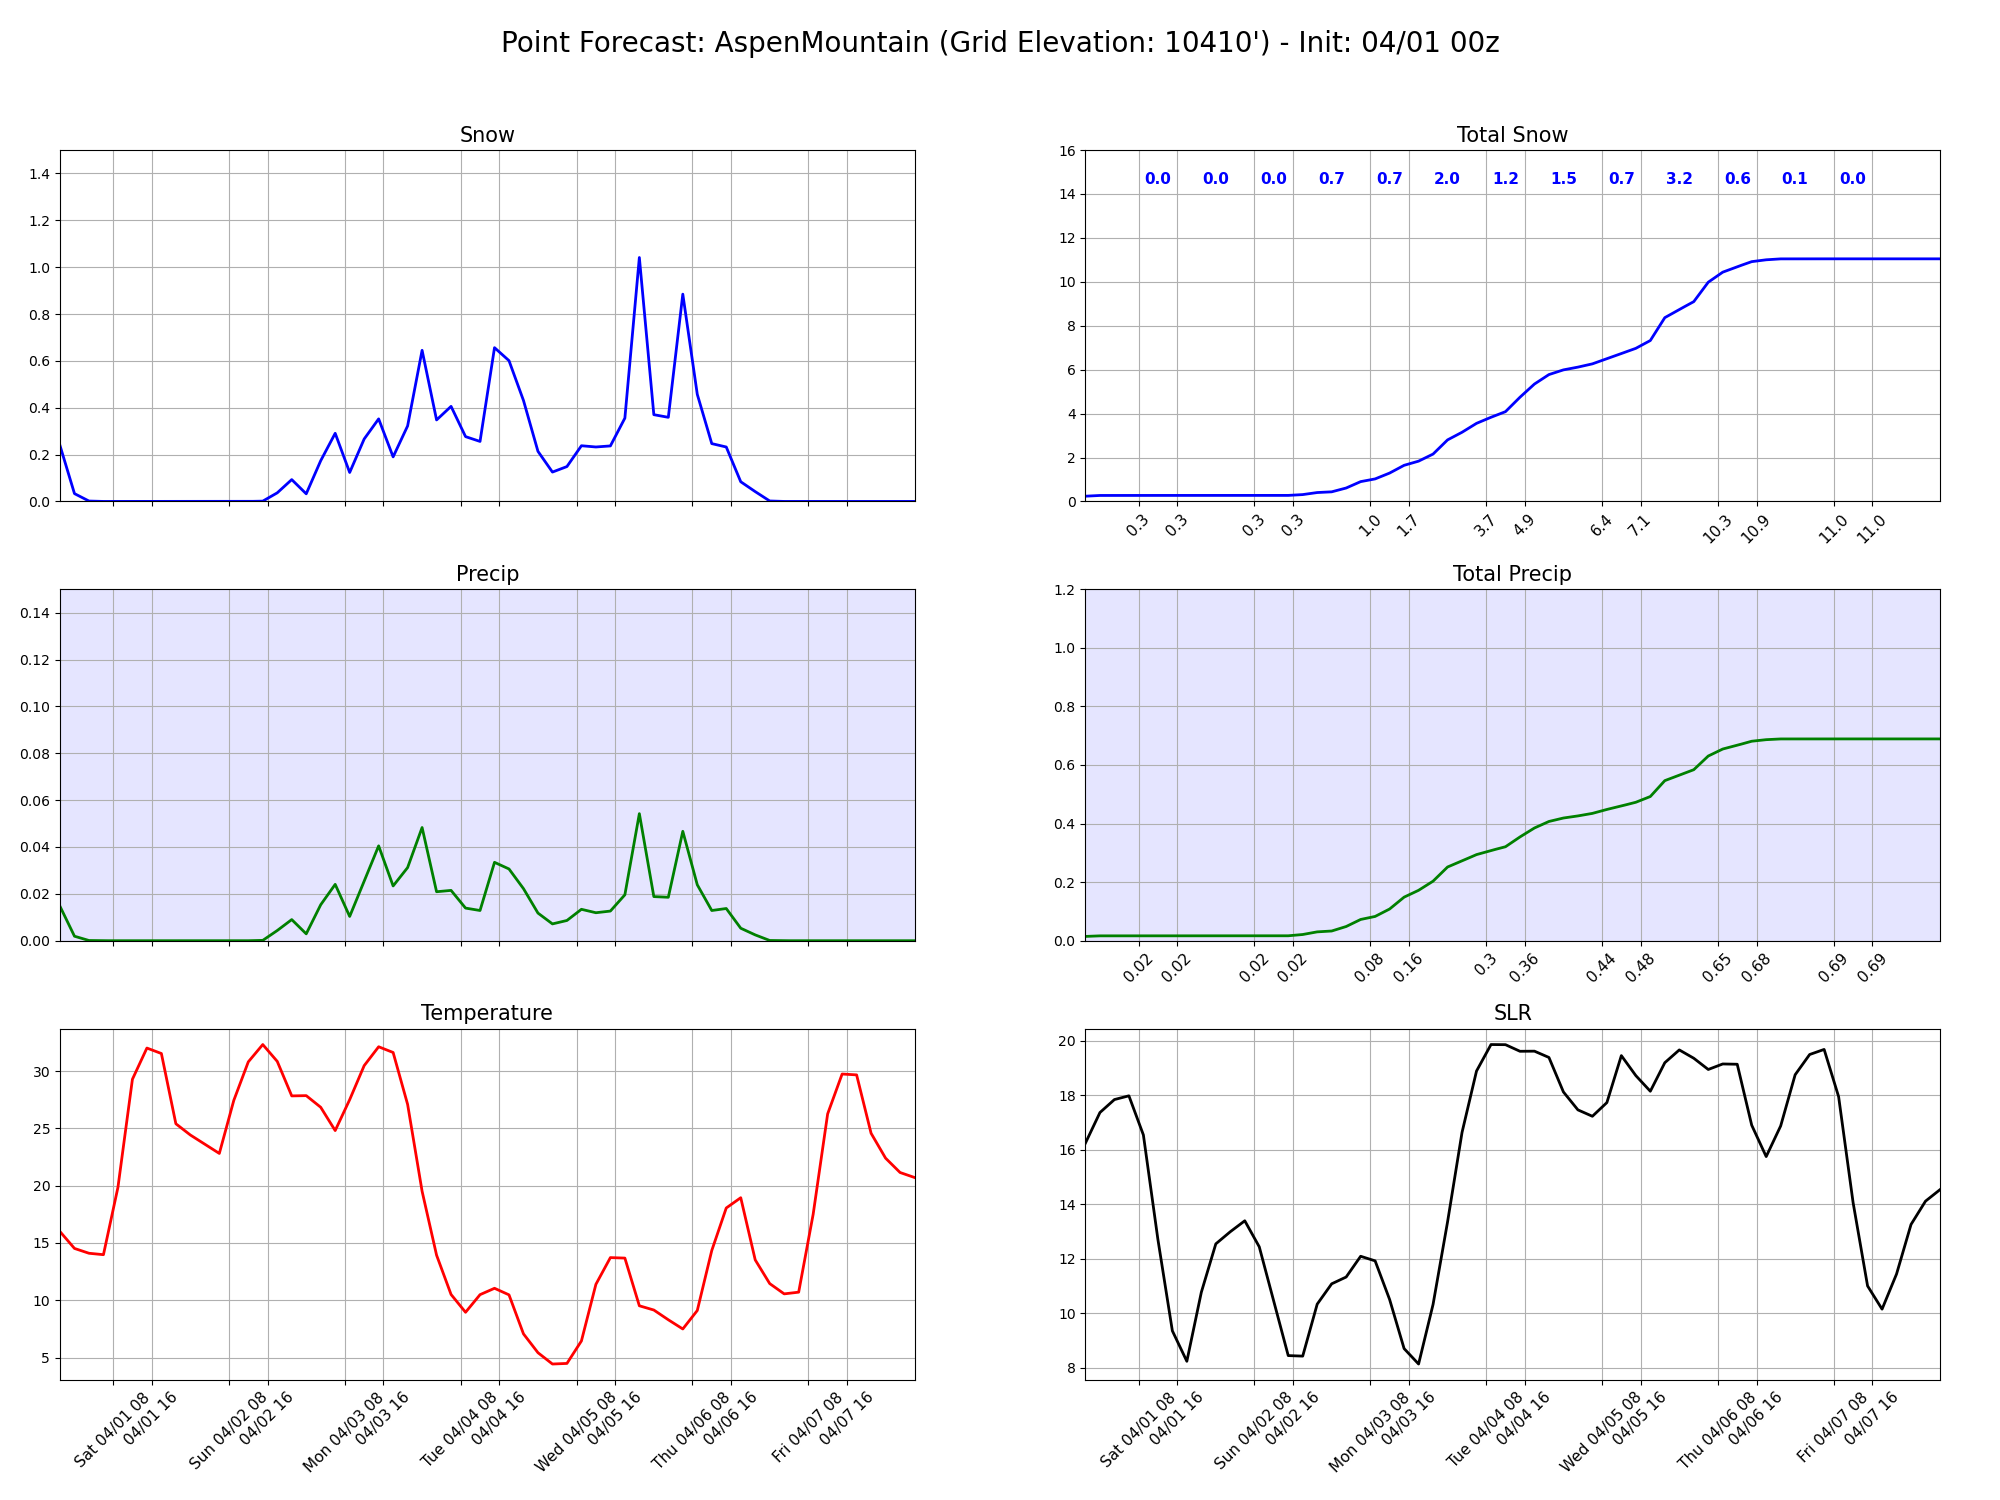 Point Forecast: AspenMountain (Grid Elevation: 10410') - Init: 04/01 00z
Snow
1.4
1.2
1.0
0.8
0.6
0.4
0.2
0.0
Total Snow
16
14
12
10
8
6
4
2
0
0.0 0.0 0.0 0.7 0.7 2.0 1.2 1.5 0.7 3.2 0.6 0.1 0.0
0.3 0.3 0.3 0.3 1.0 1.7 3.7 4.9 6.4 7.1 10.3 10.9 11.0 11.0
Precip
0.14
0.12
0.10
0.08
0.06
0.04
0.02
0.00
Total Precip
1.2
1.0
0.8
0.6
0.4
0.2
0.0
0.02 0.02 0.02 0.02 0.08 0.16 0.3 0.36 0.44 0.48 0.65 0.68 0.69 0.69
Temperature
30
25
20
15
10
5
Sat 04/01 08
04/01 16
Sun 04/02 08
04/02 16
Mon 04/03 08
04/03 16
Tue 04/04 08
04/04 16
Wed 04/05 08
04/05 16
Thu 04/06 08
04/06 16
Fri 04/07 08
04/07 16
SLR
20
18
16
14
12
10
8
Sat 04/01 08
04/01 16
Sun 04/02 08
04/02 16
Mon 04/03 08
04/03 16
Tue 04/04 08
04/04 16
Wed 04/05 08
04/05 16
Thu 04/06 08
04/06 16
Fri 04/07 08
04/07 16